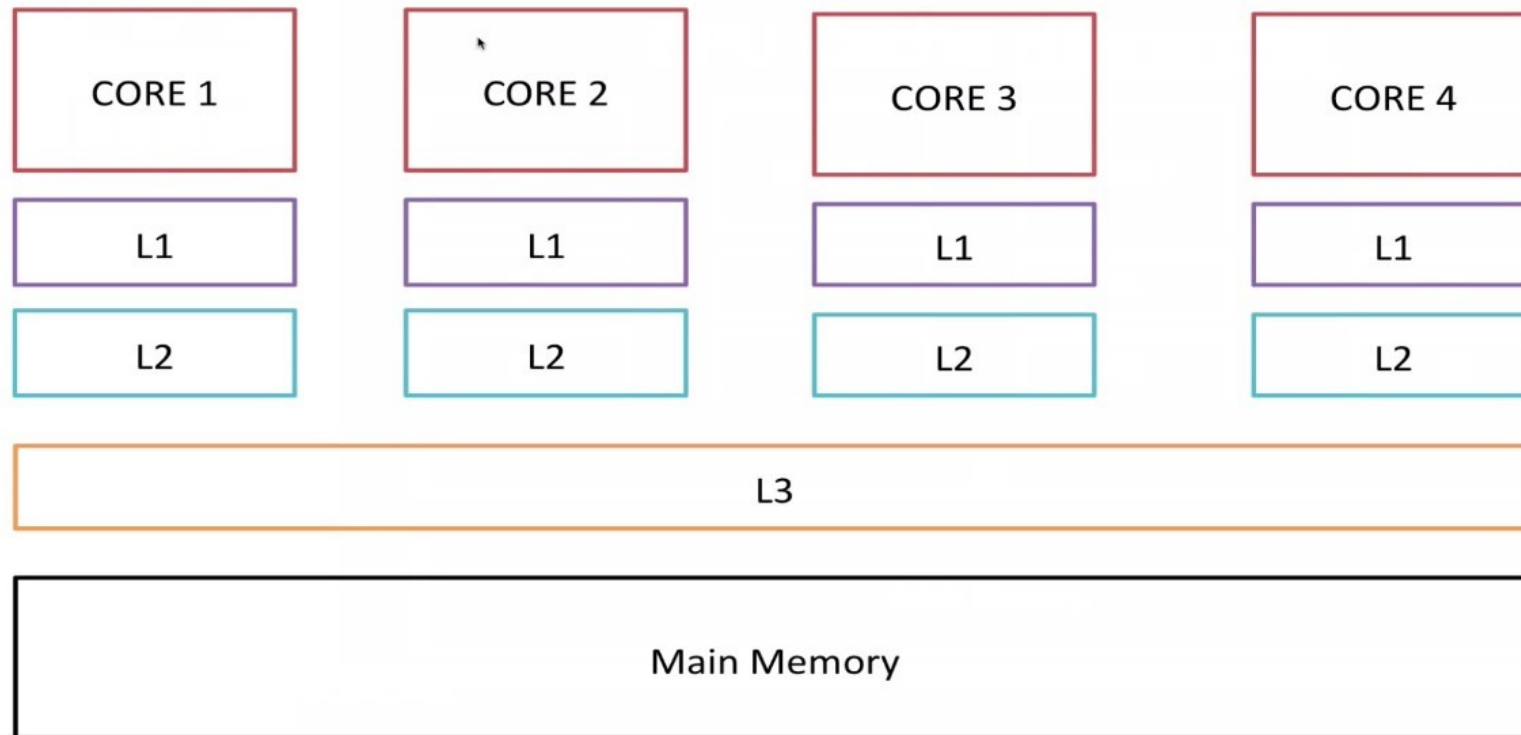 CORE 1
CORE 2
CORE 3
CORE 4
L1
L1
L1
L1
L2
L2
L2
L2
L3
Main Memory